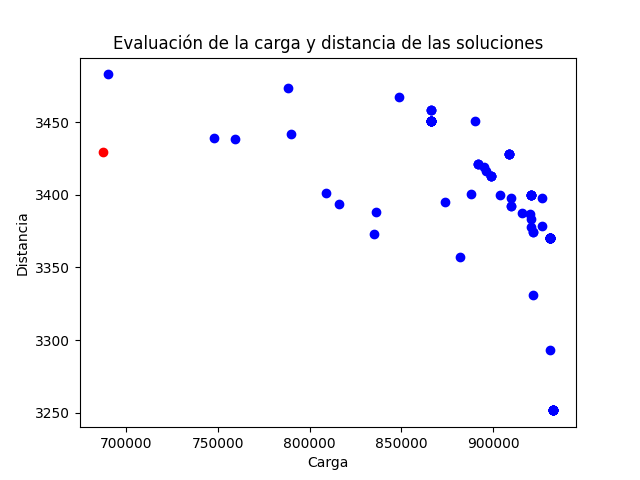 Evaluación de la carga y distancia de las soluciones
Distancia
3450
3400
3350
3300
3250
700000 750000 800000 850000 900000
Carga